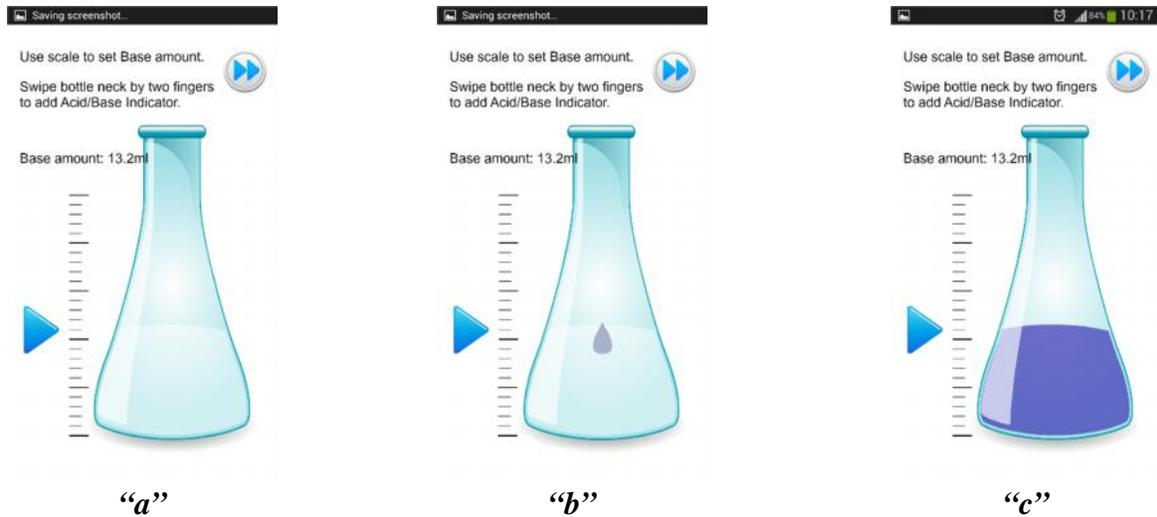 Saving screenshot...
Use scale to set Base amount.
Swipe bottle neck by two fingers
to add Acid/Base Indicator.
Base amount: 13.2ml
“a”
Saving screenshot...
Use scale to set Base amount.
Swipe bottle neck by two fingers
to add Acid/Base Indicator.
Base amount: 13.2ml
“b”
84% 10:17
Use scale to set Base amount.
Swipe bottle neck by two fingers
to add Acid/Base Indicator.
Base amount: 13.2ml
“c”